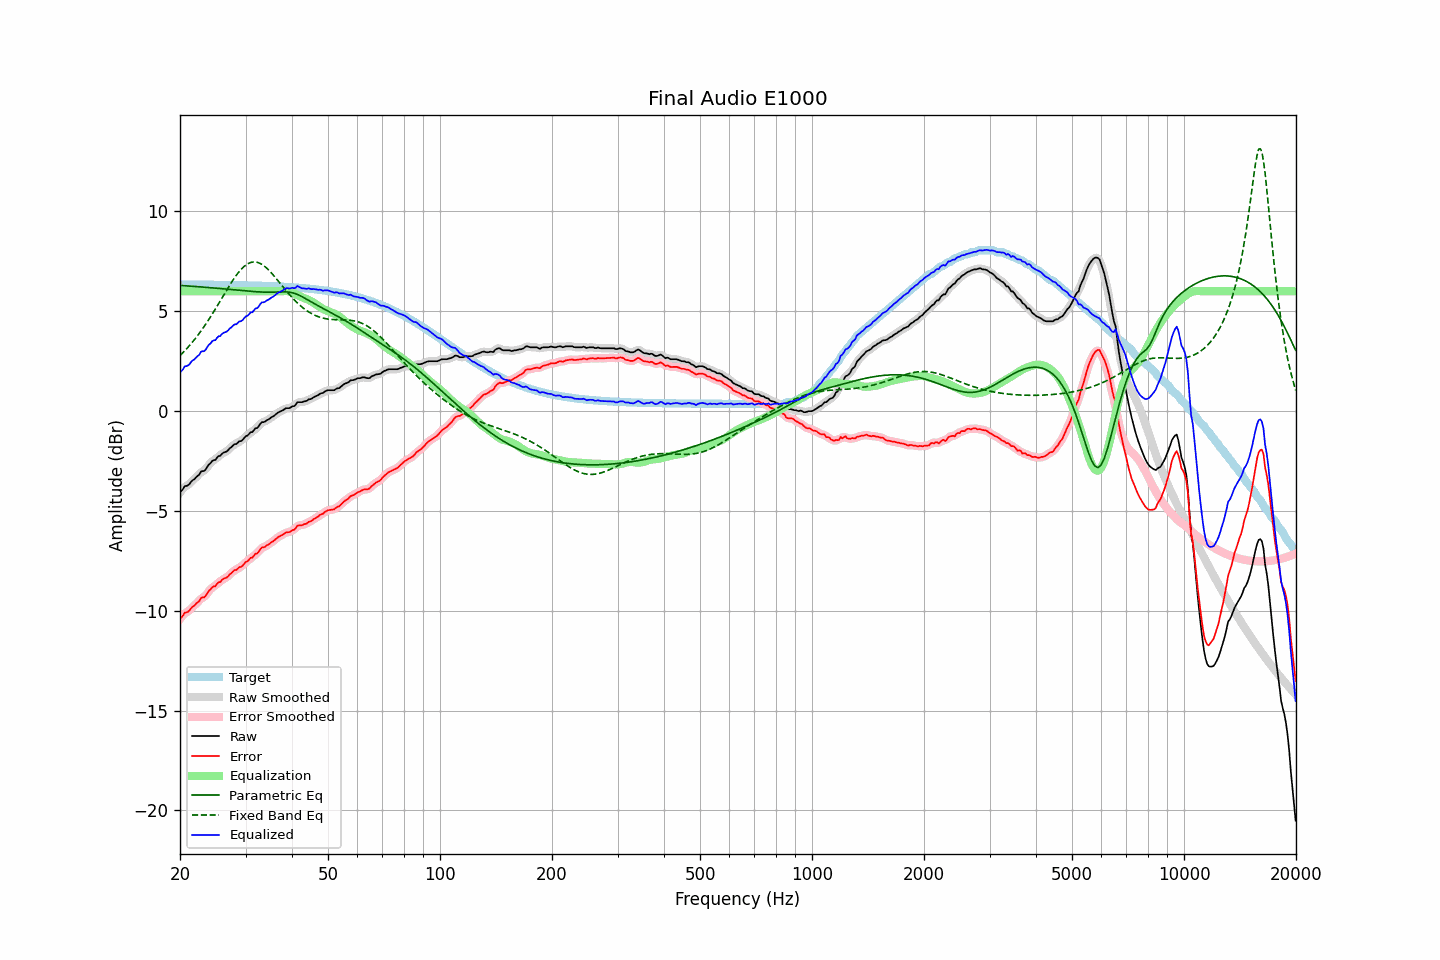 Final Audio E1000
Amplitude (dBr)
10
5
0
−5
−10
−15
−20
Target
Raw Smoothed
Error Smoothed
Raw
Error
Equalization
Parametric Eq
Fixed Band Eq
Equalized
20 50 100 200 500 1000 2000 5000 10000 20000
Frequency (Hz)